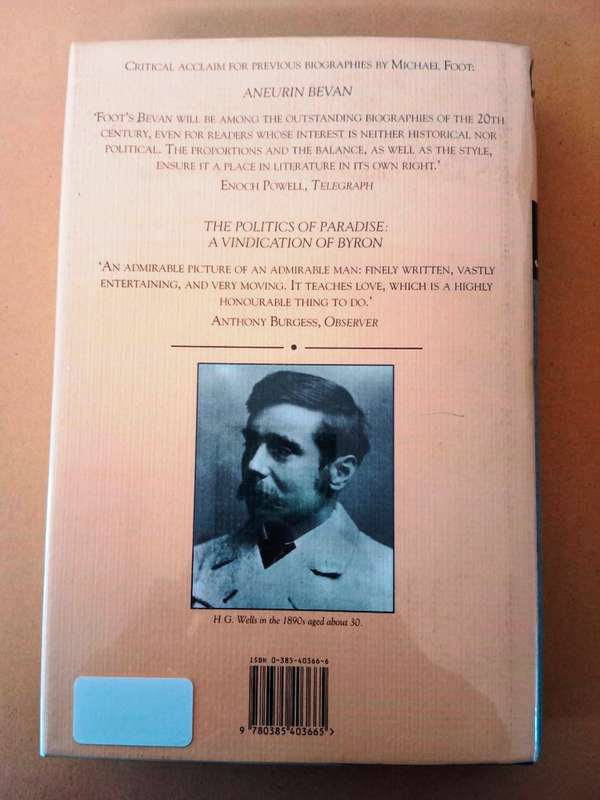 Critical acclaim for previous biographies by Michael Foot:
ANEURIN BEVAN
'Foot's Bevan will be among the outstanding biographies of the 20th
century, even for readers whose interest is neither historical nor
political. The proportions and the balance, as well as the style,
ensure it a place in literature in its own right.'
Enoch Powell, Telegraph
THE POLITICS OF PARADISE:
A VINDICATION OF BYRON
'An admirable picture of an admirable man: finely written, vastly
entertaining, and very moving. It teaches love, which is a highly
honourable thing to do.'
Anthony Burgess, Observer
H. G. Wells in the 1890s aged about 30.
ISBN 0-385-40366-6
9 780385 403665 >